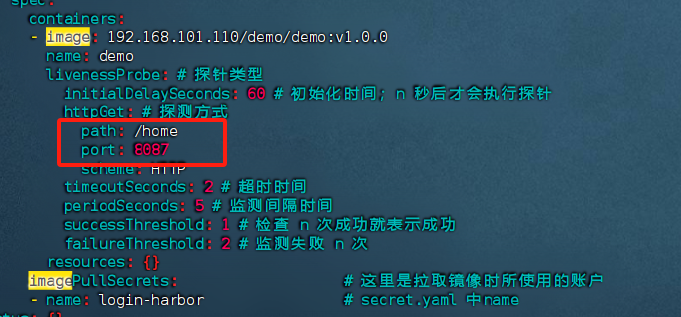 spec:
containers:
- image: 192.168.101.110/demo/demo:v1.0.0
name: demo
livenessProbe: # 探针类型
initialDelaySeconds: 60 # 初始化时间; n 秒后才会执行探针
httpGet: # 探测方式
path: /home
port: 8087
scheme: HTTP
timeoutSeconds: 2 # 超时时间
periodSeconds: 5 # 监测间隔时间
successThreshold: 1 # 检查 n 次成功就表示成功
failureThreshold: 2 # 监测失败 n 次
resources: {}
imagePullSecrets: # 这里是拉取镜像时所使用的账户
- name: login-harbor # secret.yaml 中name
status: {}